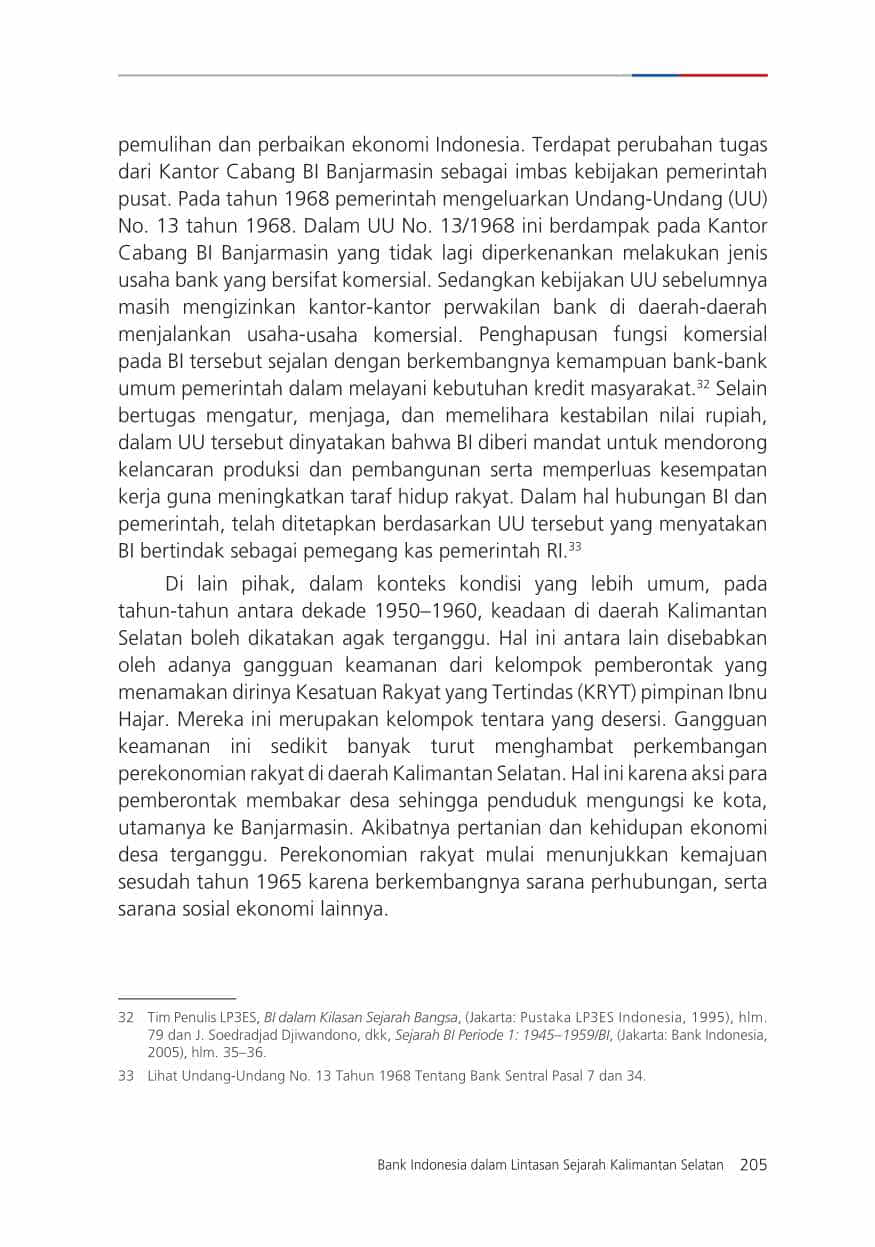 pemulihan dan perbaikan ekonomi Indonesia. Terdapat perubahan tugas
dari Kantor Cabang BI Banjarmasin sebagai imbas kebijakan pemerintah
pusat. Pada tahun 1968 pemerintah mengeluarkan Undang-Undang (UU)
No. 13 tahun 1968. Dalam UU No. 13/1968 ini berdampak pada Kantor
Cabang BI Banjarmasin yang tidak lagi diperkenankan melakukan jenis
usaha bank yang bersifat komersial. Sedangkan kebijakan UU sebelumnya
masih mengizinkan kantor-kantor perwakilan bank di daerah-daerah
menjalankan usaha-usaha komersial. Penghapusan fungsi komersial
pada BI tersebut sejalan dengan berkembangnya kemampuan bank-bank
umum pemerintah dalam melayani kebutuhan kredit masyarakat.³² Selain
bertugas mengatur, menjaga, dan memelihara kestabilan nilai rupiah,
dalam UU tersebut dinyatakan bahwa BI diberi mandat untuk mendorong
kelancaran produksi dan pembangunan serta memperluas kesempatan
kerja guna meningkatkan taraf hidup rakyat. Dalam hal hubungan BI dan
pemerintah, telah ditetapkan berdasarkan UU tersebut yang menyatakan
BI bertindak sebagai pemegang kas pemerintah RI.³³
Di lain pihak, dalam konteks kondisi yang lebih umum, pada
tahun-tahun antara dekade 1950–1960, keadaan di daerah Kalimantan
Selatan boleh dikatakan agak terganggu. Hal ini antara lain disebabkan
oleh adanya gangguan keamanan dari kelompok pemberontak yang
menamakan dirinya Kesatuan Rakyat yang Tertindas (KRYT) pimpinan Ibnu
Hajar. Mereka ini merupakan kelompok tentara yang desersi. Gangguan
keamanan ini sedikit banyak turut menghambat perkembangan
perekonomian rakyat di daerah Kalimantan Selatan. Hal ini karena aksi para
pemberontak membakar desa sehingga penduduk mengungsi ke kota,
utamanya ke Banjarmasin. Akibatnya pertanian dan kehidupan ekonomi
desa terganggu. Perekonomian rakyat mulai menunjukkan kemajuan
sesudah tahun 1965 karena berkembangnya sarana perhubungan, serta
sarana sosial ekonomi lainnya.
32 Tim Penulis LP3ES, BI dalam Kilasan Sejarah Bangsa, (Jakarta: Pustaka LP3ES Indonesia, 1995), hlm.
79 dan J. Soedradjad Djiwandono, dkk, Sejarah BI Periode 1: 1945–1959/BI, (Jakarta: Bank Indonesia,
2005), hlm. 35–36.
33 Lihat Undang-Undang No. 13 Tahun 1968 Tentang Bank Sentral Pasal 7 dan 34.
Bank Indonesia dalam Lintasan Sejarah Kalimantan Selatan 205